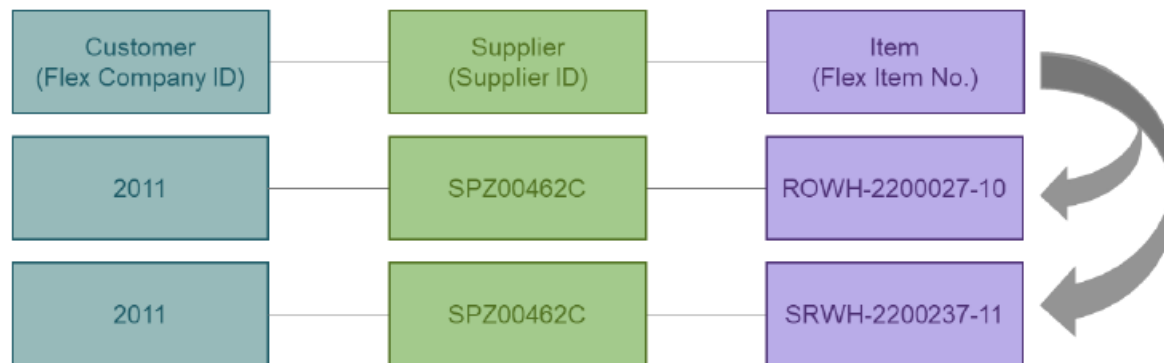 Customer
(Flex Company ID)
Supplier
(Supplier ID)
Item
(Flex Item No.)
2011
SPZ00462C
ROWH-2200027-10
2011
SPZ00462C
SRWH-2200237-11